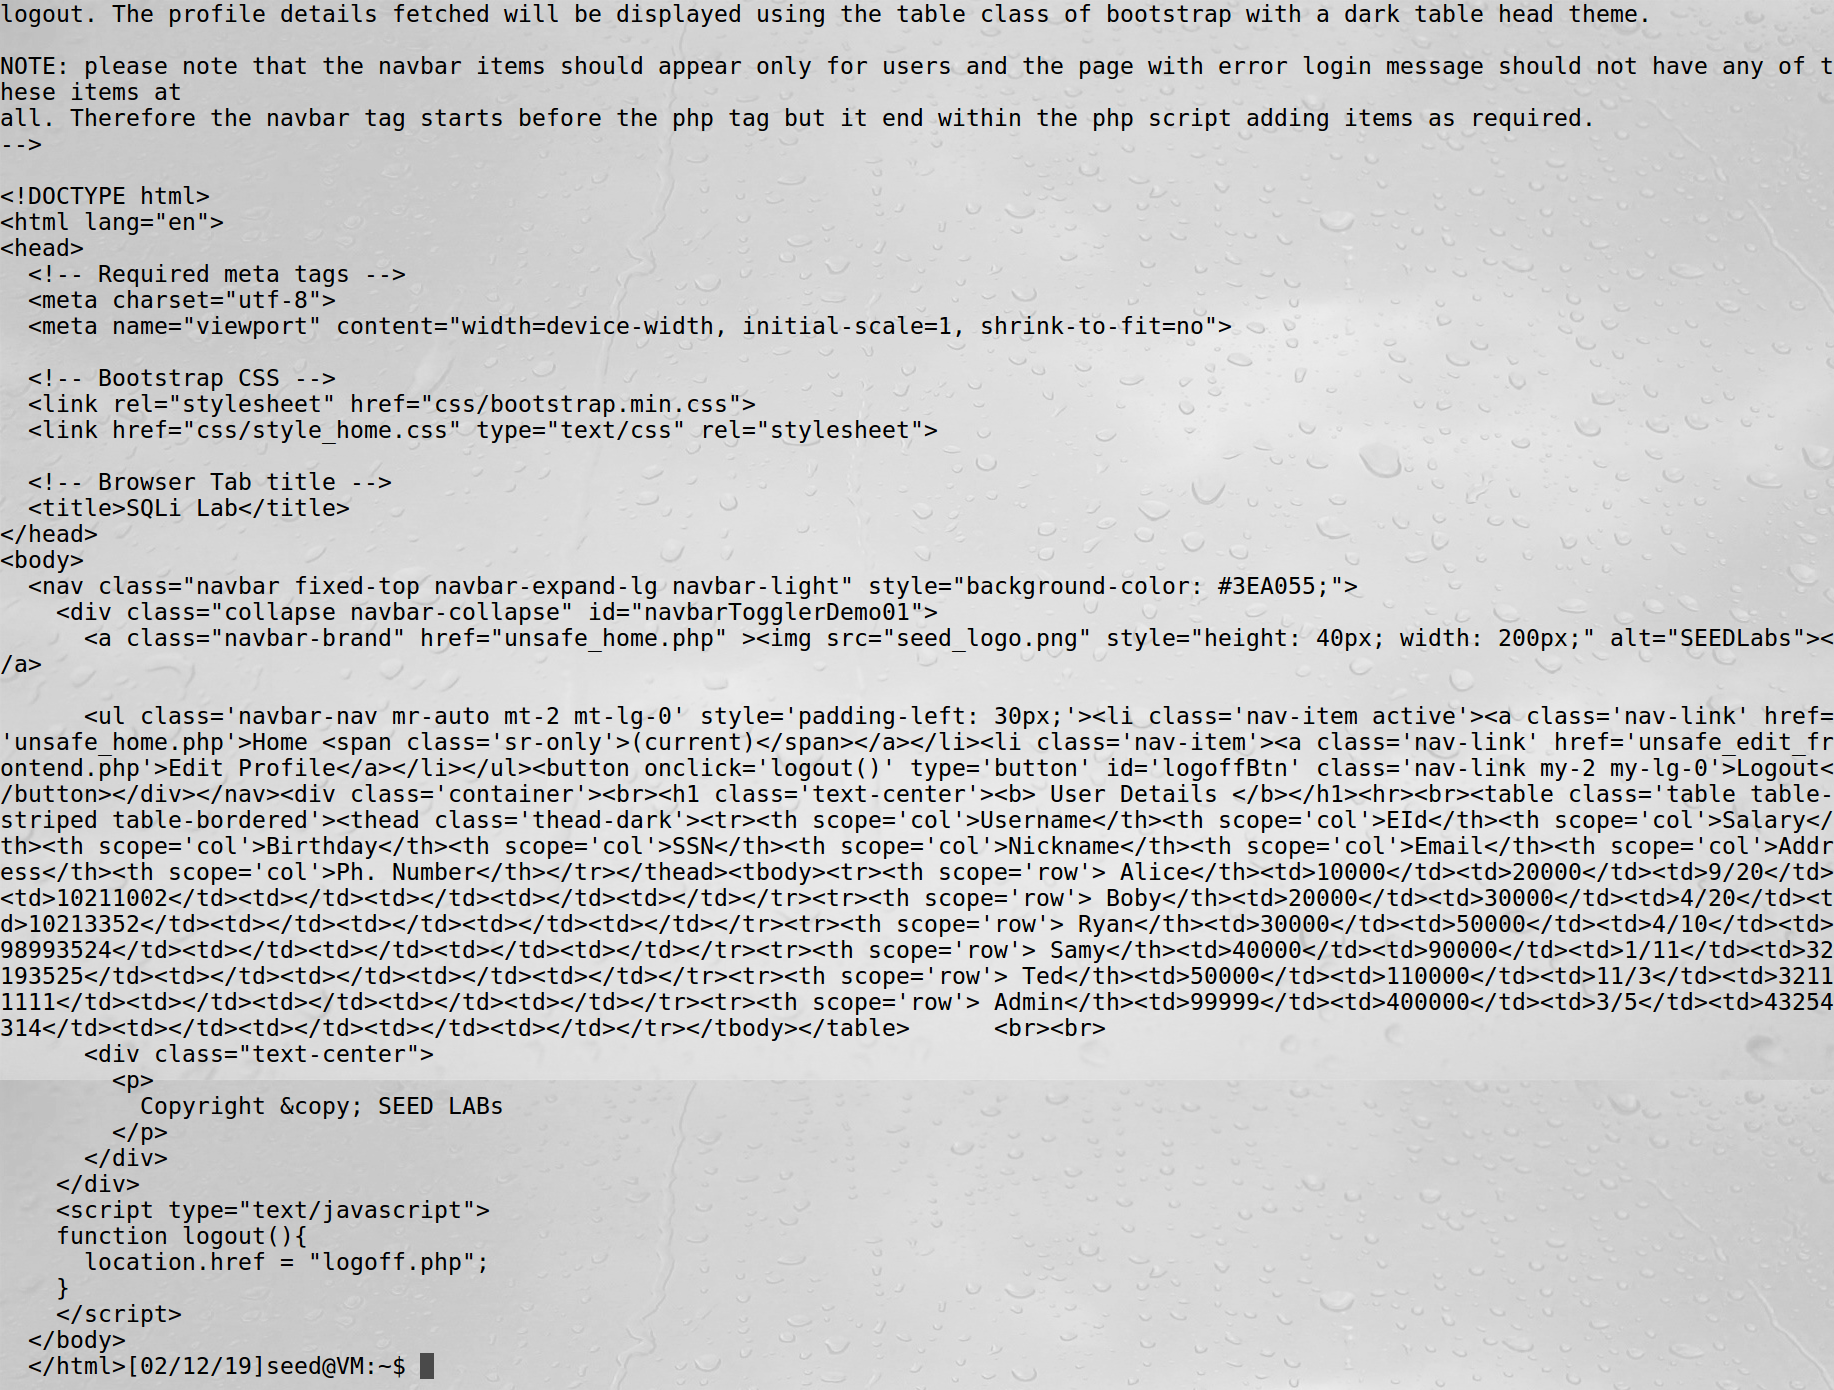 logout. The profile details fetched will be displayed using the table class of bootstrap with a dark table head theme.

NOTE: please note that the navbar items should appear only for users and the page with error login message should not have any of t
hese items at
all. Therefore the navbar tag starts before the php tag but it end within the php script adding items as required.
-->

<!DOCTYPE html>
<html lang="en">
<head>
  <!-- Required meta tags -->
  <meta charset="utf-8">
  <meta name="viewport" content="width=device-width, initial-scale=1, shrink-to-fit=no">

  <!-- Bootstrap CSS -->
  <link rel="stylesheet" href="css/bootstrap.min.css">
  <link href="css/style_home.css" type="text/css" rel="stylesheet">

  <!-- Browser Tab title -->
  <title>SQLi Lab</title>
</head>
<body>
  <nav class="navbar fixed-top navbar-expand-lg navbar-light" style="background-color: #3EA055;">
    <div class="collapse navbar-collapse" id="navbarTogglerDemo01">
      <a class="navbar-brand" href="unsafe_home.php" ><img src="seed_logo.png" style="height: 40px; width: 200px;" alt="SEEDLabs"><
/a>

      <ul class='navbar-nav mr-auto mt-2 mt-lg-0' style='padding-left: 30px;'><li class='nav-item active'><a class='nav-link' href=
'unsafe_home.php'>Home <span class='sr-only'>(current)</span></a></li><li class='nav-item'><a class='nav-link' href='unsafe_edit_fr
ontend.php'>Edit Profile</a></li></ul><button onclick='logout()' type='button' id='logoffBtn' class='nav-link my-2 my-lg-0'>Logout<
/button></div></nav><div class='container'><br><h1 class='text-center'><b> User Details </b></h1><hr><br><table class='table table-
striped table-bordered'><thead class='thead-dark'><tr><th scope='col'>Username</th><th scope='col'>EId</th><th scope='col'>Salary</
th><th scope='col'>Birthday</th><th scope='col'>SSN</th><th scope='col'>Nickname</th><th scope='col'>Email</th><th scope='col'>Addr
ess</th><th scope='col'>Ph. Number</th></tr></thead><tbody><tr><th scope='row'> Alice</th><td>10000</td><td>20000</td><td>9/20</td>
<td>10211002</td><td></td><td></td><td></td><td></td></tr><tr><th scope='row'> Boby</th><td>20000</td><td>30000</td><td>4/20</td><t
d>10213352</td><td></td><td></td><td></td><td></td></tr><tr><th scope='row'> Ryan</th><td>30000</td><td>50000</td><td>4/10</td><td>
98993524</td><td></td><td></td><td></td><td></td></tr><tr><th scope='row'> Samy</th><td>40000</td><td>90000</td><td>1/11</td><td>32
193525</td><td></td><td></td><td></td><td></td></tr><tr><th scope='row'> Ted</th><td>50000</td><td>110000</td><td>11/3</td><td>3211
1111</td><td></td><td></td><td></td><td></td></tr><tr><th scope='row'> Admin</th><td>99999</td><td>400000</td><td>3/5</td><td>43254
314</td><td></td><td></td><td></td><td></td></tr></tbody></table>      <br><br>
      <div class="text-center">
        <p>
          Copyright &copy; SEED LABs
        </p>
      </div>
    </div>
    <script type="text/javascript">
    function logout(){
      location.href = "logoff.php";
    }
    </script>
  </body>
  </html>[02/12/19]seed@VM:~$